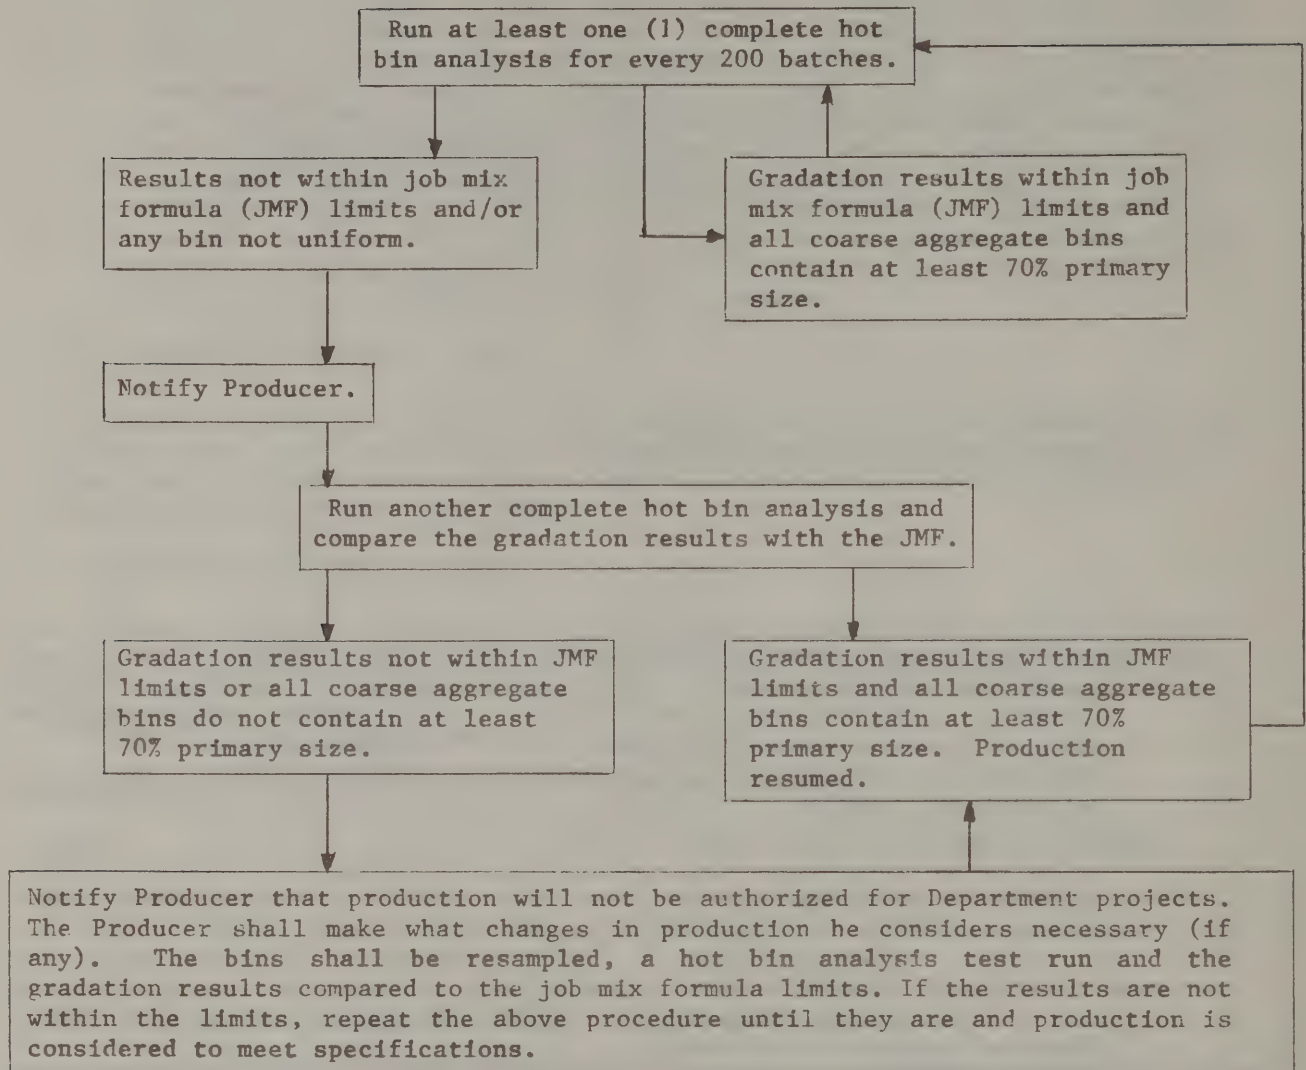 Run at least one (1) complete hot
bin analysis for every 200 batches.
Results not within job mix
formula (JMF) limits and/or
any bin not uniform.
Gradation results within job
mix formula (JMF) limits and
all coarse aggregate bins
contain at least 70% primary
size.
Notify Producer.
Run another complete hot bin analysis and
compare the gradation results with the JMF.
Gradation results not within JMF
limits or all coarse aggregate
bins do not contain at least
70% primary size.
Gradation results within JMF
limits and all coarse aggregate
bins contain at least 70%
primary size. Production
resumed.
Notify Producer that production will not be authorized for Department projects.
The Producer shall make what changes in production he considers necessary (if
any). The bins shall be resampled, a hot bin analysis test run and the
gradation results compared to the job mix formula limits. If the results are not
within the limits, repeat the above procedure until they are and production is
considered to meet specifications.